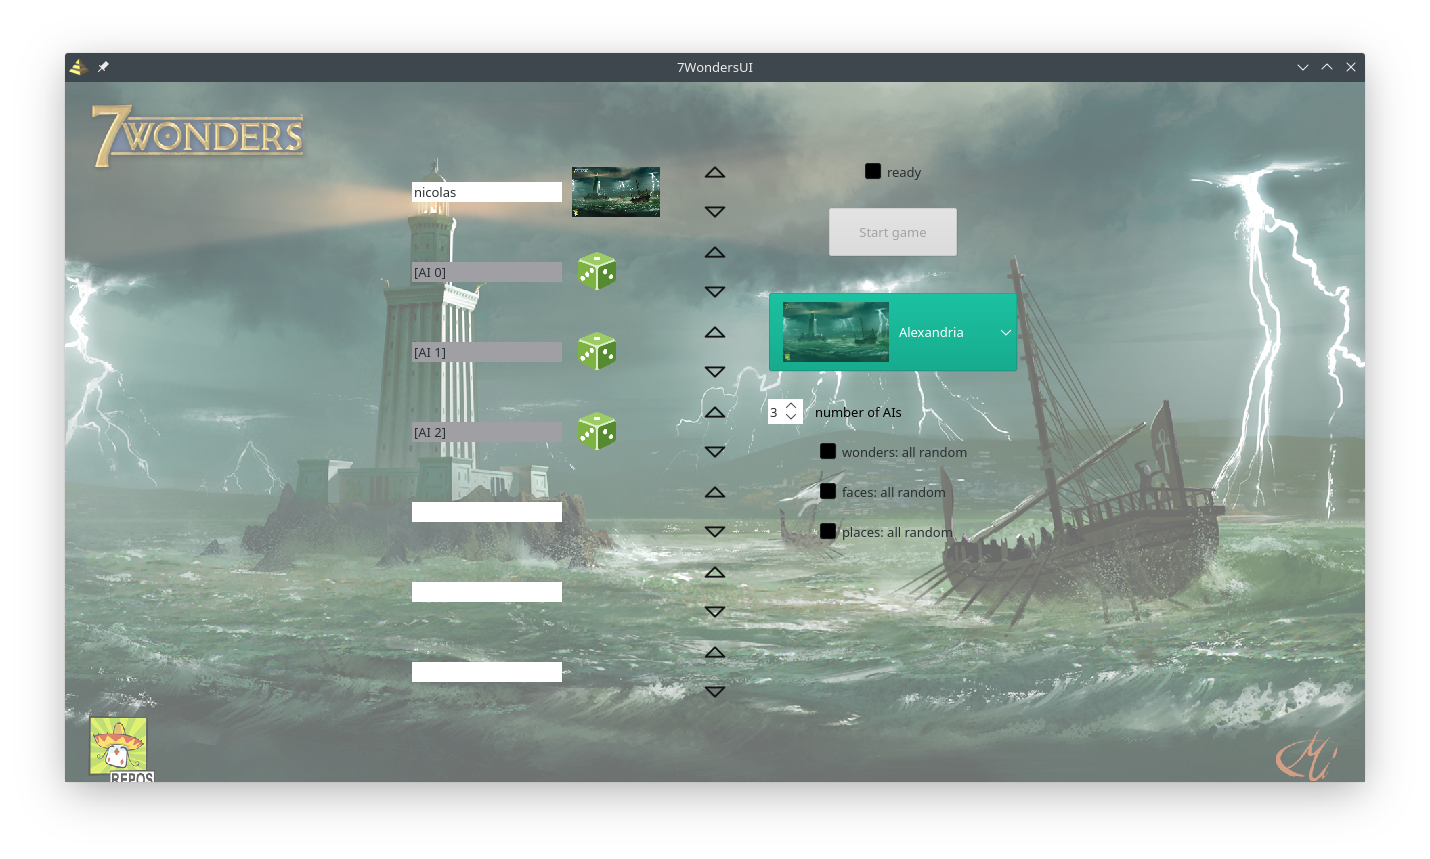 7WondersUI
7WONDERS
nicolas
ready
Start game
[AI 0]
Alexandria
[AI 1]
3 number of AIs
[AI 2]
wonders: all random
faces: all random
places: all random
REPOS